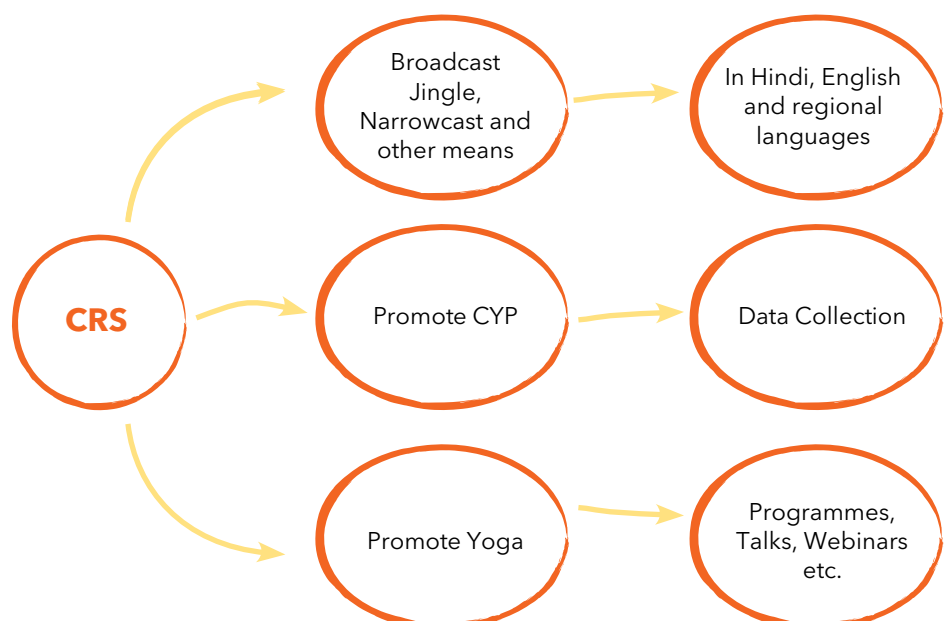 Broadcast
Jingle,
Narrowcast and
other means
In Hindi, English
and regional
languages
CRS
Promote CYP
Data Collection
Promote Yoga
Programmes,
Talks, Webinars
etc.